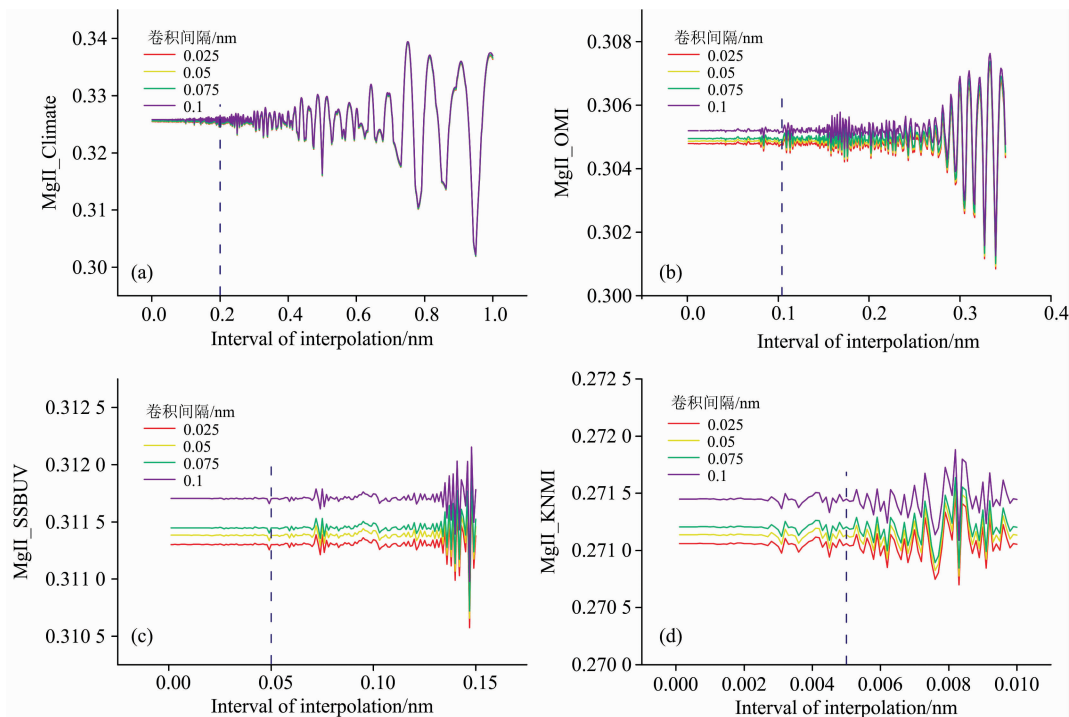 MgII_Climate
0.34
0.33
0.32
0.31
0.30
卷积间隔/nm
0.025
0.05
0.075
0.1
(a)
0.0 0.2 0.4 0.6 0.8 1.0
Interval of interpolation/nm
MgII_OMI
0.308
0.306
0.304
0.302
0.300
卷积间隔/nm
0.025
0.05
0.075
0.1
(b)
0.0 0.1 0.2 0.3 0.4
Interval of interpolation/nm
MgII_SSBUV
0.312 5
0.312 0
0.311 5
0.311 0
0.310 5
卷积间隔/nm
0.025
0.05
0.075
0.1
(c)
0.00 0.05 0.10 0.15
Interval of interpolation/nm
MgII_KNMI
0.272 5
0.272 0
0.271 5
0.271 0
0.270 5
0.270 0
卷积间隔/nm
0.025
0.05
0.075
0.1
(d)
0.000 0.002 0.004 0.006 0.008 0.010
Interval of interpolation/nm